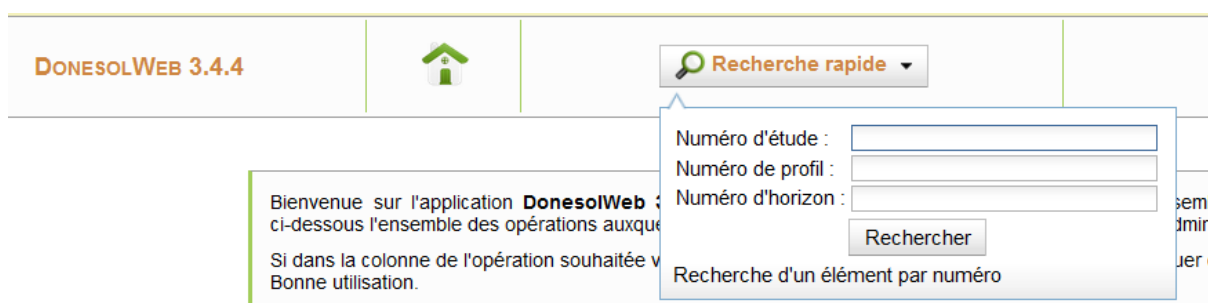 DONESOLWEB 3.4.4
Recherche rapide
Numéro d'étude :
Numéro de profil :
Numéro d'horizon :
Rechercher
Recherche d'un élément par numéro
Bienvenue sur l'application DonesolWeb
ci-dessous l'ensemble des opérations
Si dans la colonne de l'opération souhaitée
Bonne utilisation.